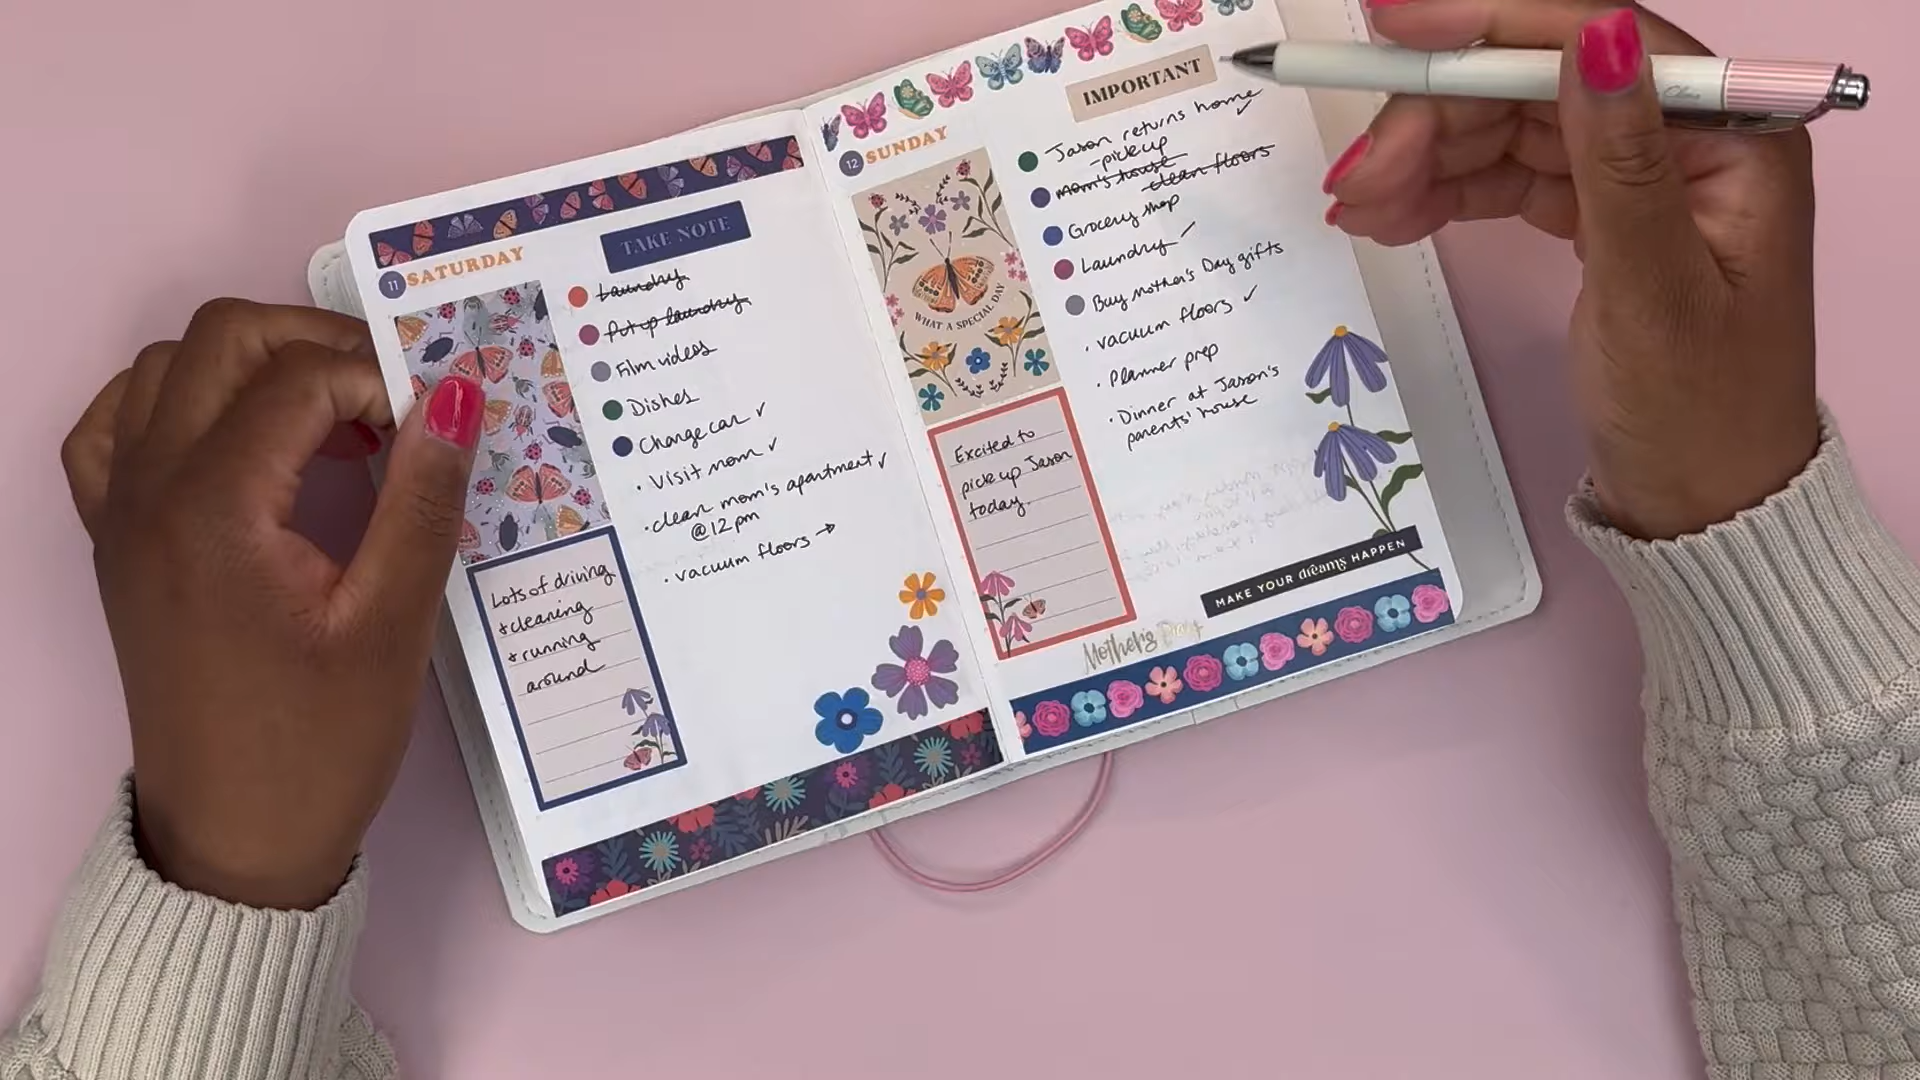 11 SATURDAY
TAKE NOTE
Laundry
Put up laundry
Film videos
Dishes
Change car ✓
• Visit mom ✓
• clean mom's apartment ✓
@12pm
• vacuum floors →
Lots of driving
+ cleaning
+ running
around
12 SUNDAY
IMPORTANT
Jason returns home ✓
- pick up
mom's house clean floors
Grocery shop
Laundry ✓
Buy Mother's Day gifts
• vacuum floors ✓
• Planner prep
• Dinner at Jason's
parents' house
WHAT A SPECIAL DAY
Excited to
pick up Jason
today.
MAKE YOUR dreams HAPPEN
Mother's Day